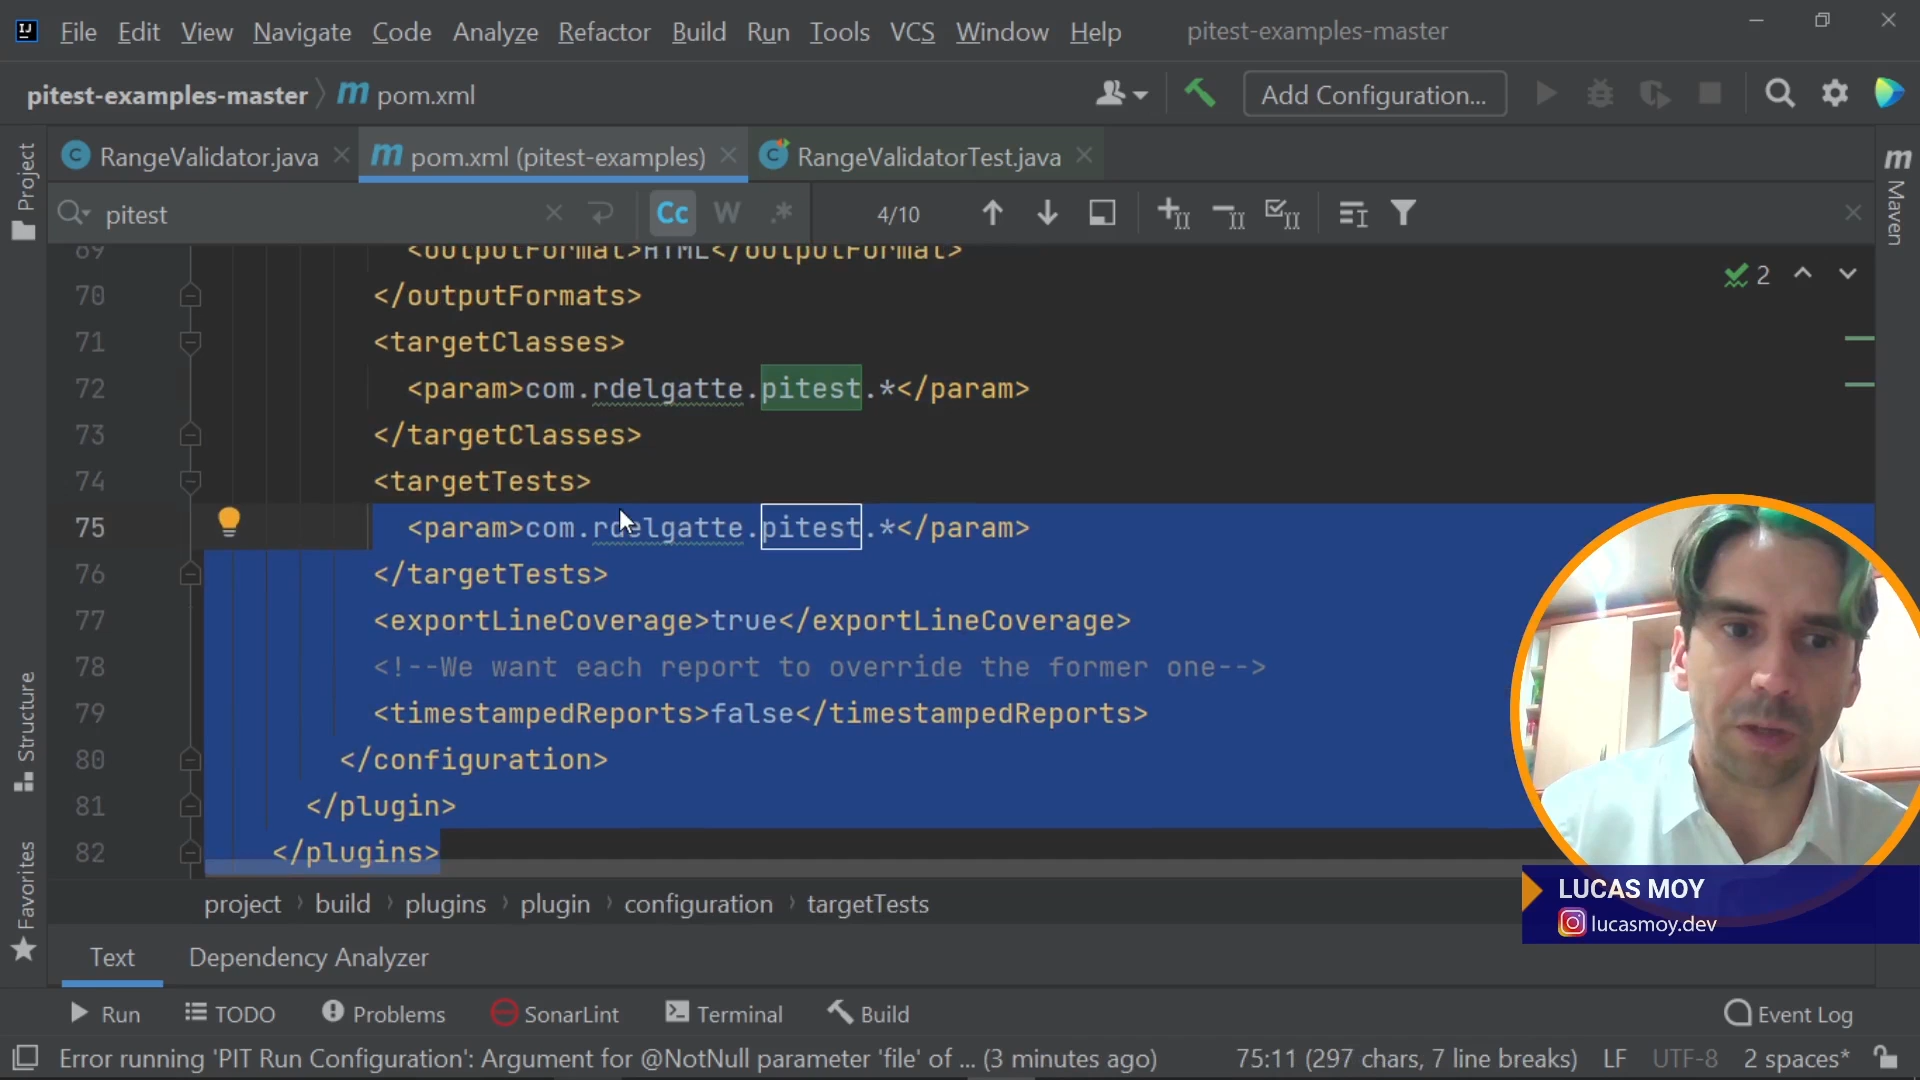 File Edit View Navigate Code Analyze Refactor Build Run Tools VCS Window Help pitest-examples-master
pitest-examples-master pom.xml Add Configuration...
Project
RangeValidator.java
pom.xml (pitest-examples)
RangeValidatorTest.java
Maven
pitest Cc W .* 4/10
69 <outputFormat>HTML</outputFormat>
70 </outputFormats>
2
71 <targetClasses>
72 <param>com.rdelgatte.pitest.*</param>
73 </targetClasses>
74 <targetTests>
75 <param>com.rdelgatte.pitest.*</param>
76 </targetTests>
77 <exportLineCoverage>true</exportLineCoverage>
78 <!--We want each report to override the former one-->
79 <timestampedReports>false</timestampedReports>
80 </configuration>
81 </plugin>
82 </plugins>
Structure
Favorites
LUCAS MOY
lucasmoy.dev
project › build › plugins › plugin › configuration › targetTests
Text Dependency Analyzer
Run TODO Problems SonarLint Terminal Build Event Log
Error running 'PIT Run Configuration': Argument for @NotNull parameter 'file' of ... (3 minutes ago) 75:11 (297 chars, 7 line breaks) LF UTF-8 2 spaces*